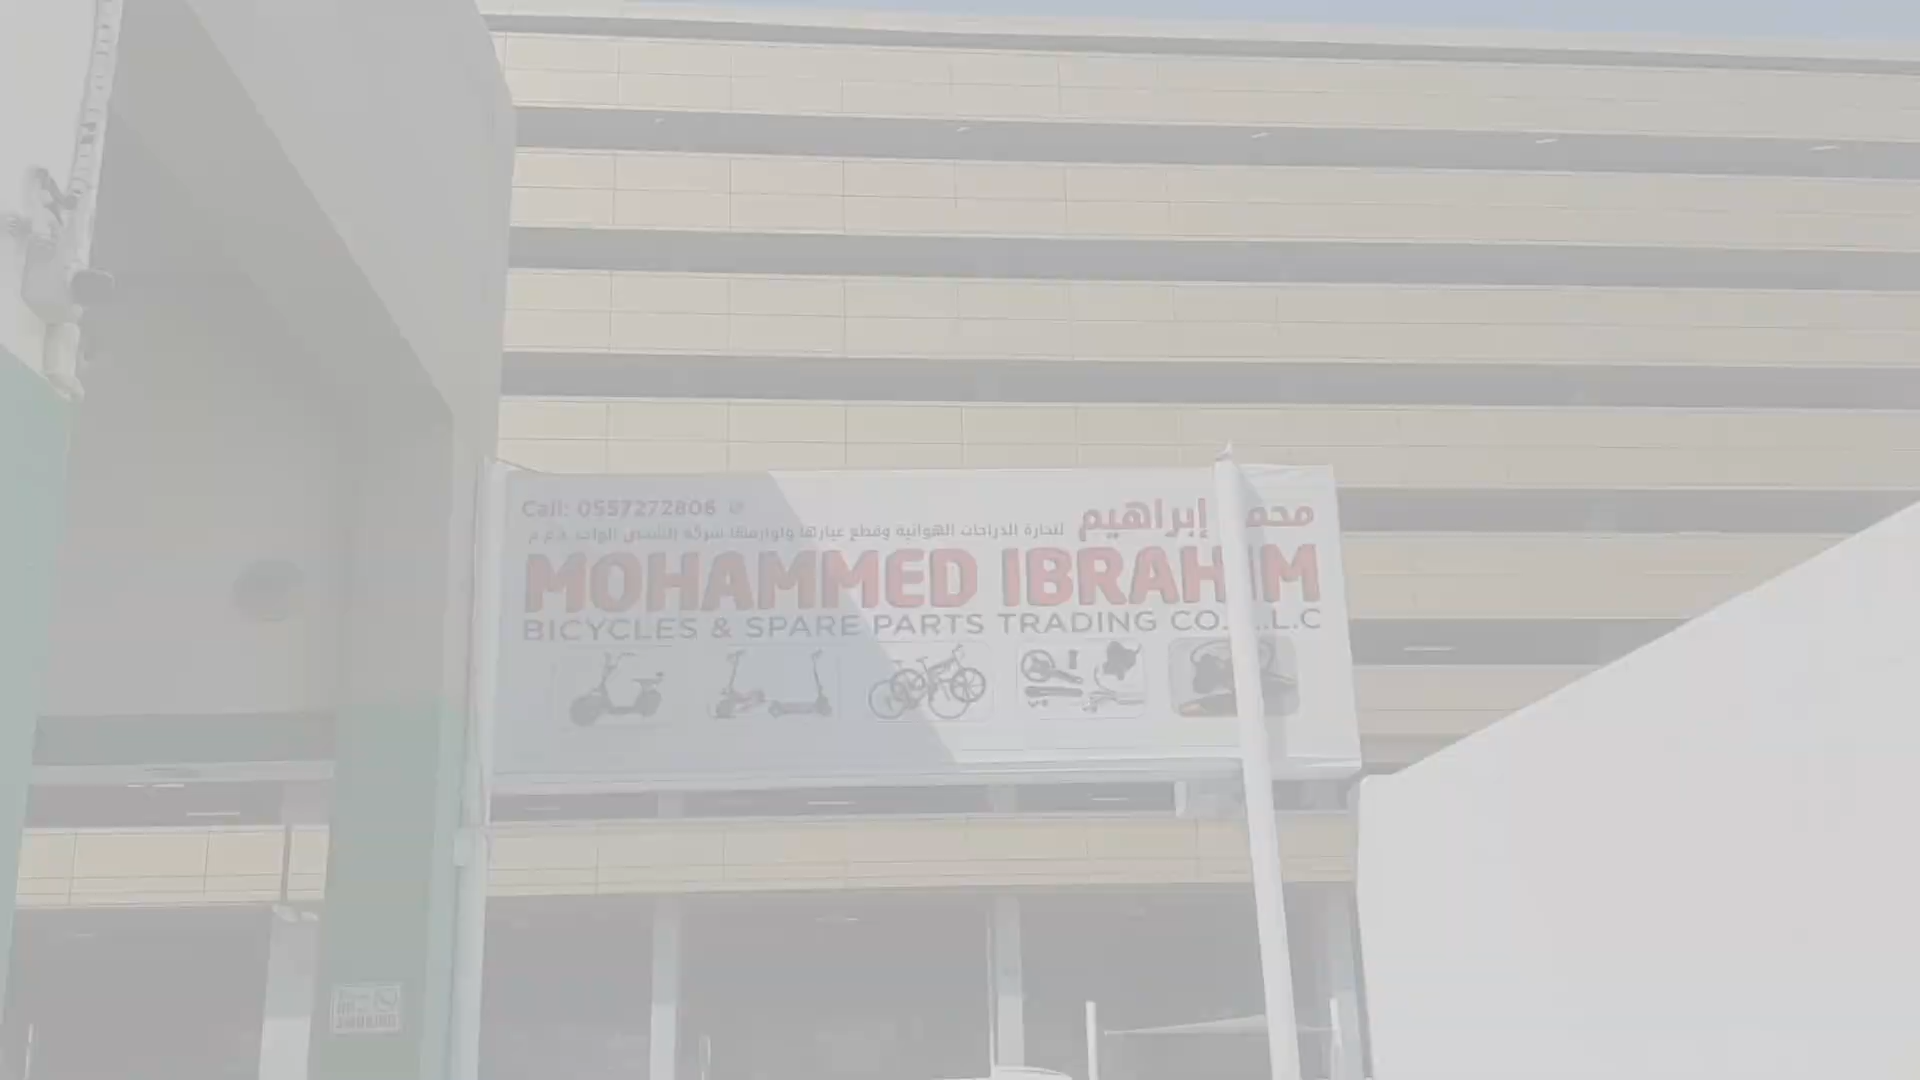 Call: 0557272806
محمد إبراهيم
لتجارة الدراجات الهوائية وقطع غيارها ولوازمها شركة الشخص الواحد ذ.م.م
MOHAMMED IBRAHIM
BICYCLES & SPARE PARTS TRADING CO. L.L.C
SMOKING